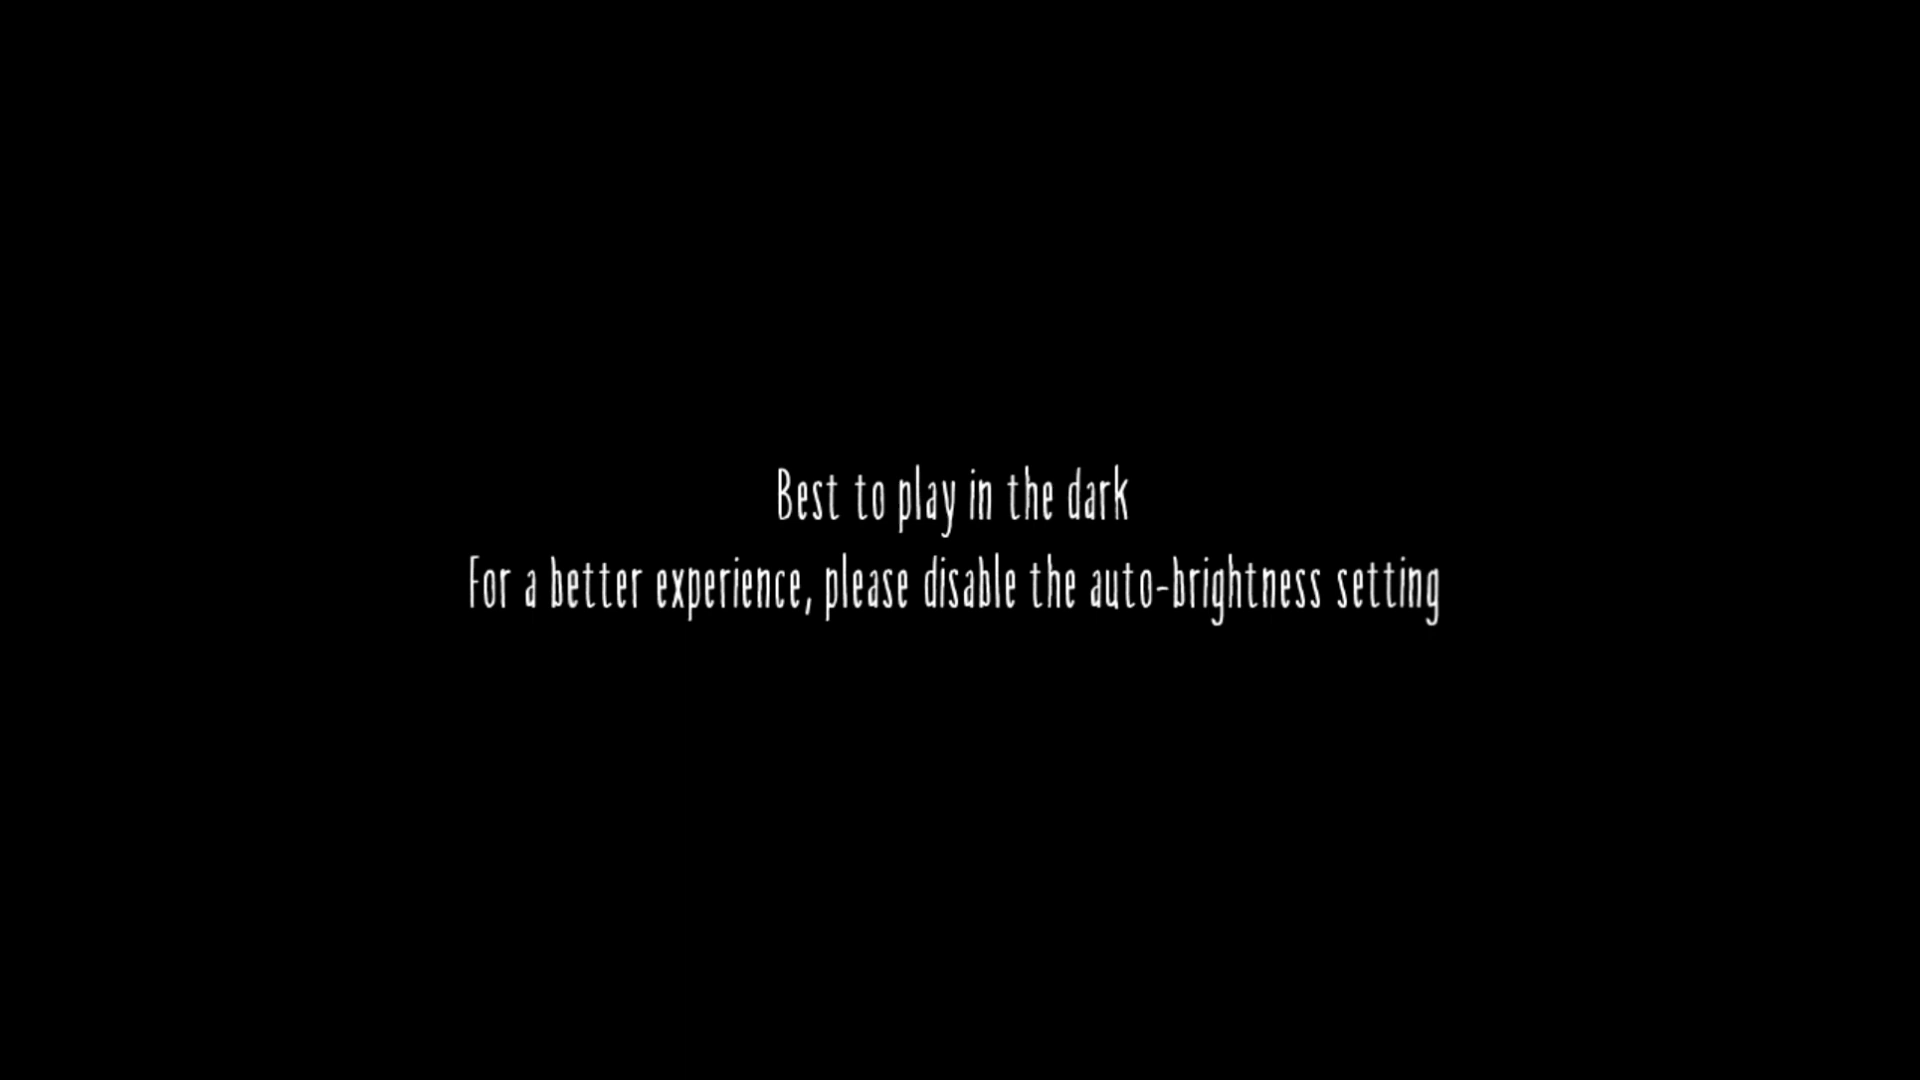 Best to play in the dark
For a better experience, please disable the auto-brightness setting